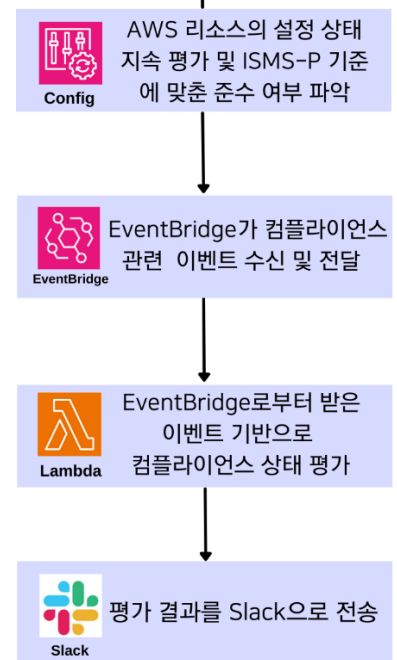 AWS 리소스의 설정 상태
지속 평가 및 ISMS-P 기준
에 맞춘 준수 여부 파악
Config
EventBridge가 컴플라이언스
관련 이벤트 수신 및 전달
EventBridge
EventBridge로부터 받은
이벤트 기반으로
컴플라이언스 상태 평가
Lambda
평가 결과를 Slack으로 전송
Slack